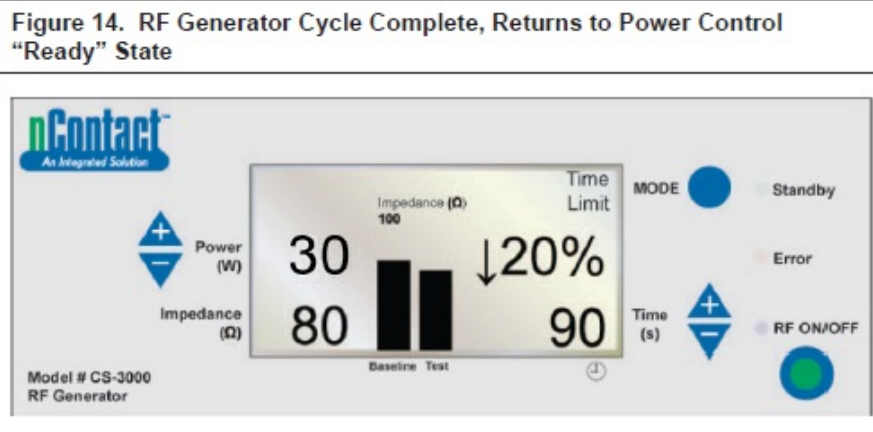 Figure 14.  RF Generator Cycle Complete, Returns to Power Control
“Ready” State
nContact™
An Integrated Solution
Time
Limit
Impedance (Ω)
100
MODE
Standby
Power
(W)
30
↓20%
Error
Impedance
(Ω)
80
90
Time
(s)
RF ON/OFF
Baseline Test
Model # CS-3000
RF Generator